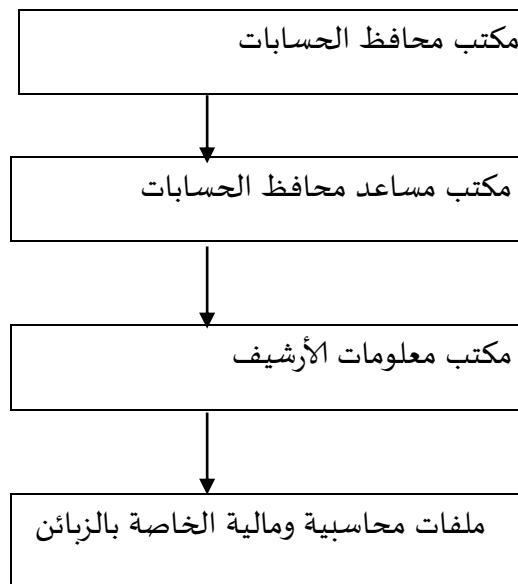 مكتب محافظ الحسابات
مكتب مساعد محافظ الحسابات
مكتب معلومات الأرشيف
ملفات محاسبية ومالية الخاصة بالزبائن